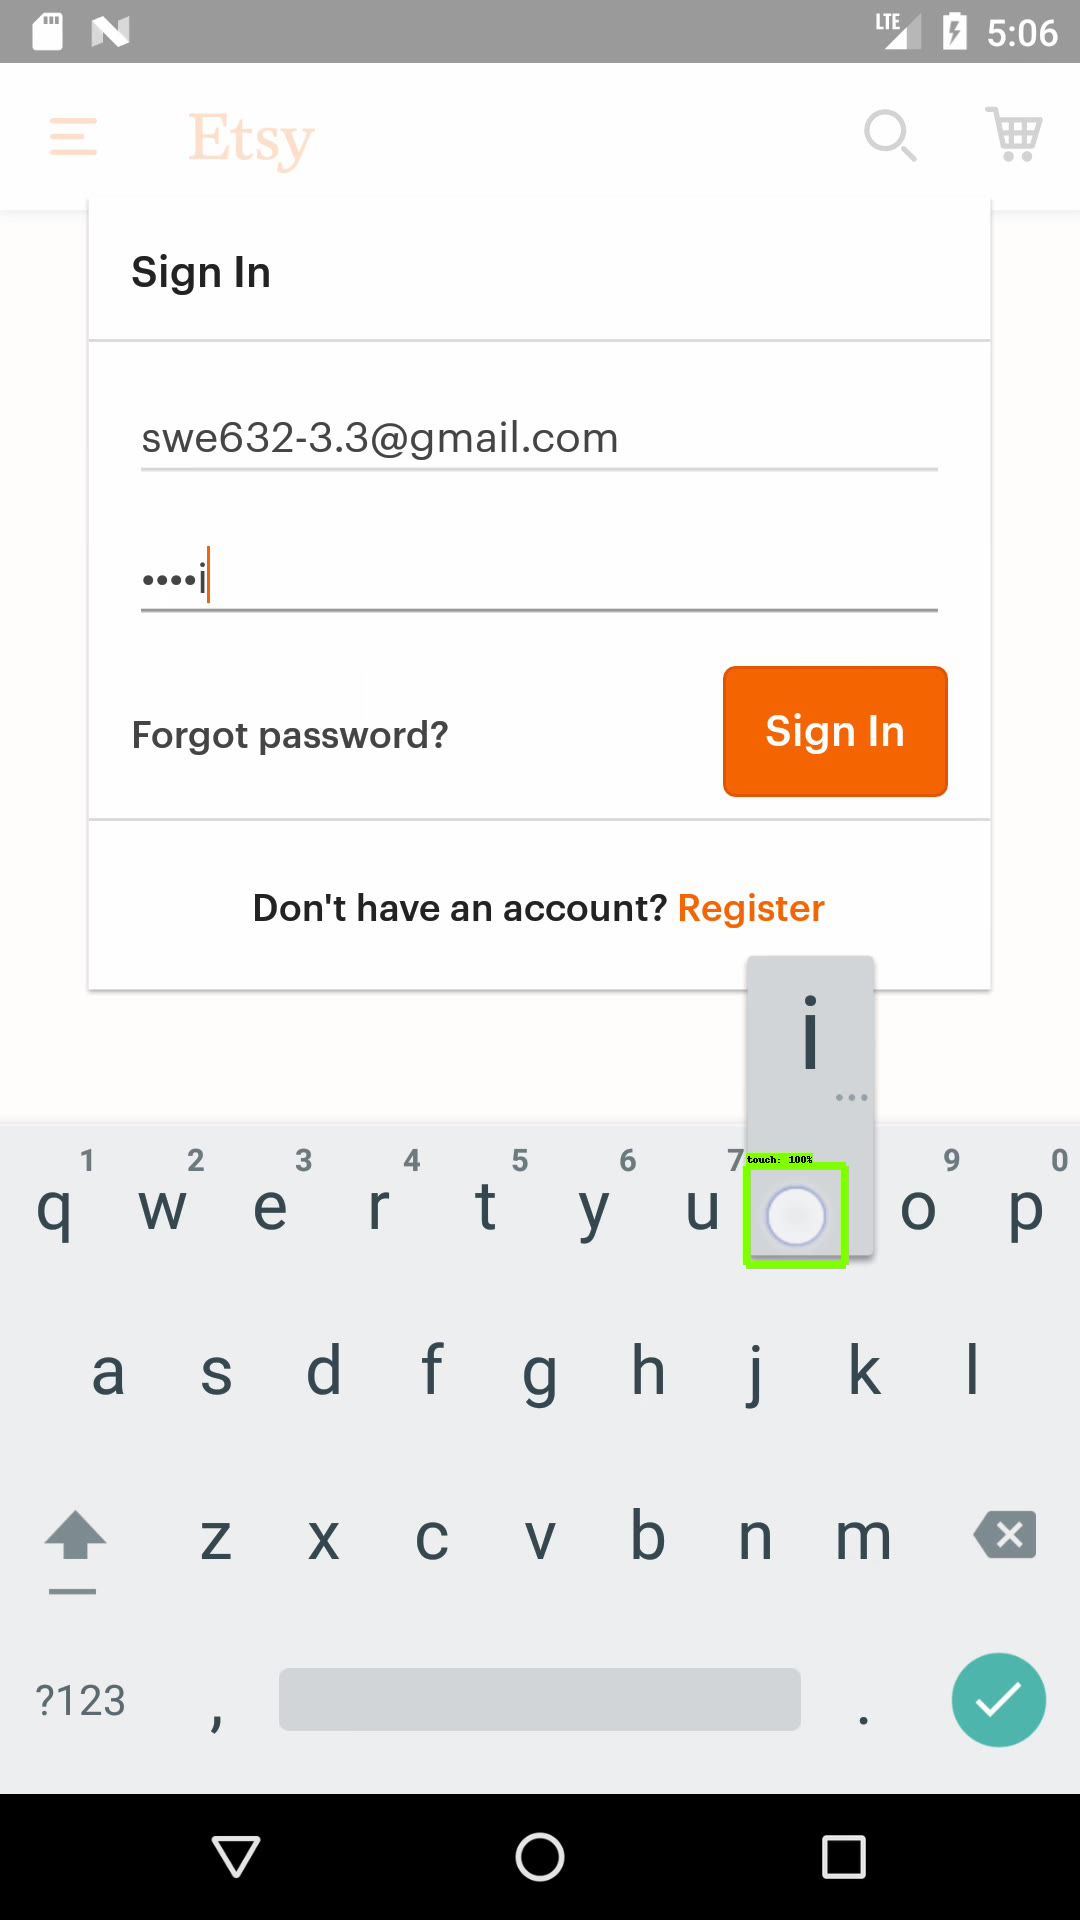 LTE 5:06
Etsy
Sign In
swe632-3.3@gmail.com
••••i
Forgot password?
Sign In
Don't have an account? Register
i
...
1 2 3 4 5 6 7 9 0
touch: 100%
q w e r t y u o p
a s d f g h j k l
z x c v b n m
?123 , .